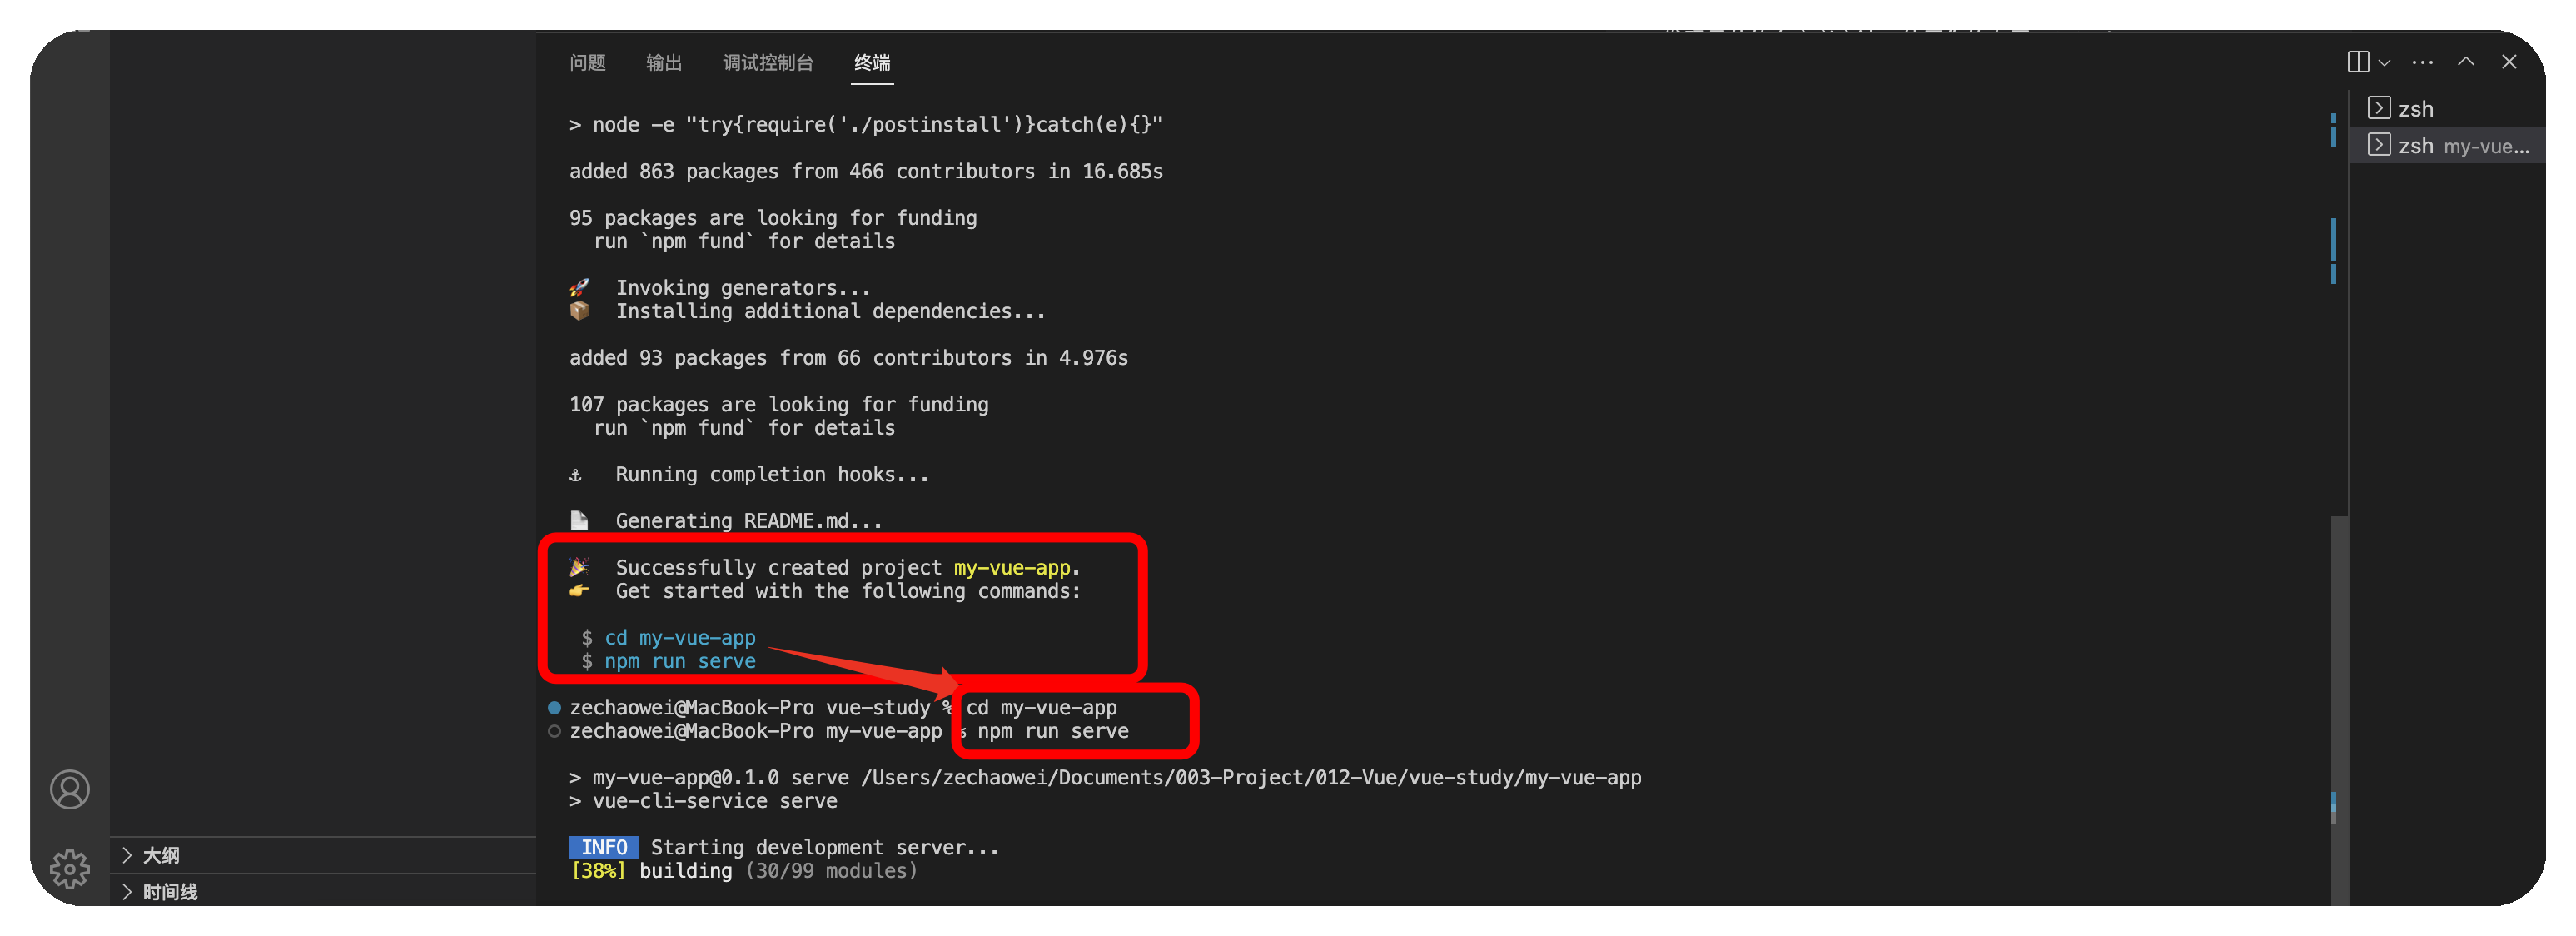 问题 输出 调试控制台 终端
> node -e "try{require('./postinstall')}catch(e){}"
added 863 packages from 466 contributors in 16.685s
95 packages are looking for funding
run `npm fund` for details
🚀 Invoking generators...
📦 Installing additional dependencies...
added 93 packages from 66 contributors in 4.976s
107 packages are looking for funding
run `npm fund` for details
⚓ Running completion hooks...
📄 Generating README.md...
🎉 Successfully created project my-vue-app.
👉 Get started with the following commands:
$ cd my-vue-app
$ npm run serve
zechaowei@MacBook-Pro vue-study % cd my-vue-app
zechaowei@MacBook-Pro my-vue-app % npm run serve
> my-vue-app@0.1.0 serve /Users/zechaowei/Documents/003-Project/012-Vue/vue-study/my-vue-app
> vue-cli-service serve
INFO Starting development server...
[38%] building (30/99 modules)
zsh
zsh my-vue...
大纲
时间线